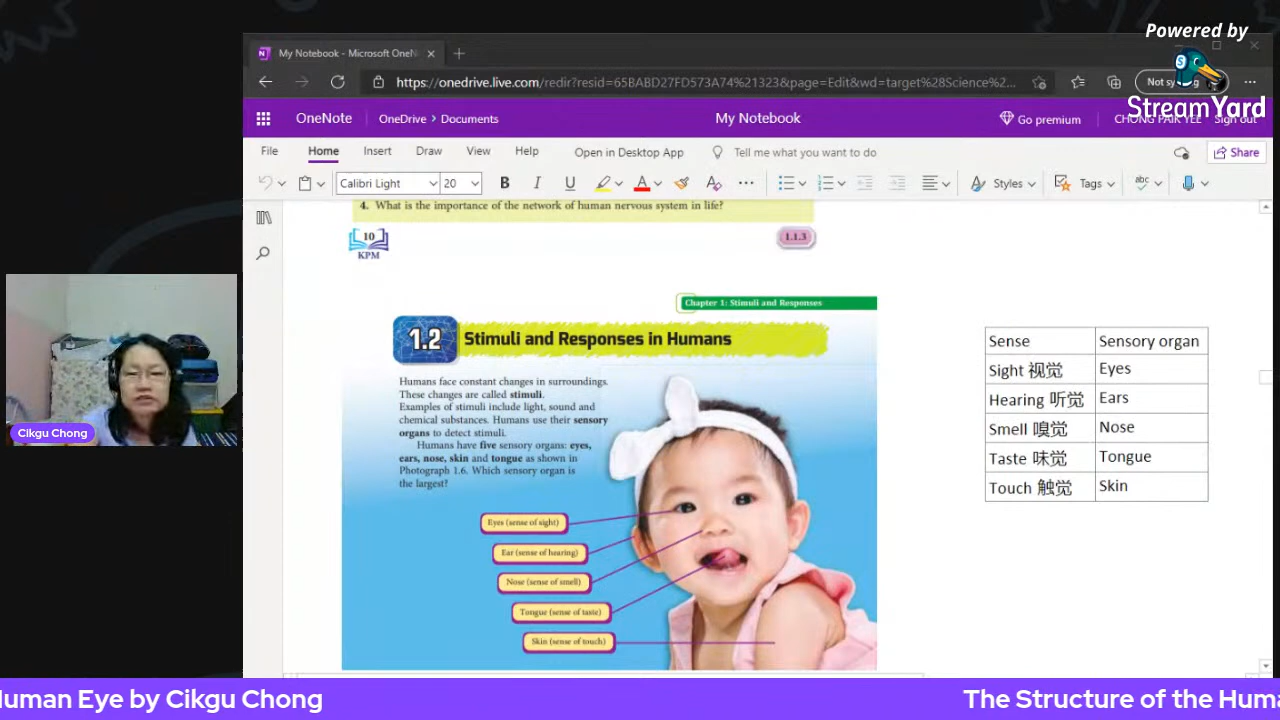 Powered by
StreamYard
My Notebook - Microsoft OneN
https://onedrive.live.com/redir?resid=65BABD27FD573A74%21323&page=Edit&wd=target%28Science%2...
OneNote
OneDrive > Documents
My Notebook
Go premium
Sign out
File
Home
Insert
Draw
View
Help
Open in Desktop App
Tell me what you want to do
Share
Calibri Light
20
B
I
U
Styles
Tags
4. What is the importance of the network of human nervous system in life?
10
KPM
1.1.3
Chapter 1: Stimuli and Responses
1.2 Stimuli and Responses in Humans
Humans face constant changes in surroundings.
These changes are called stimuli.
Examples of stimuli include light, sound and
chemical substances. Humans use their sensory
organs to detect stimuli.
Humans have five sensory organs: eyes,
ears, nose, skin and tongue as shown in
Photograph 1.6. Which sensory organ is
the largest?
Eyes (sense of sight)
Ear (sense of hearing)
Nose (sense of smell)
Tongue (sense of taste)
Skin (sense of touch)
Sense Sensory organ
Sight 视觉 Eyes
Hearing 听觉 Ears
Smell 嗅觉 Nose
Taste 味觉 Tongue
Touch 触觉 Skin
Cikgu Chong
Human Eye by Cikgu Chong
The Structure of the Huma